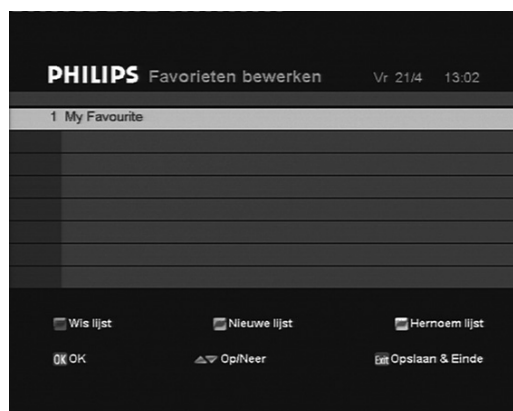 PHILIPS Favorieten bewerken Vr 21/4 13:02
1 My Favourite
Wis lijst Nieuwe lijst Hernoem lijst
OK OK Op/Neer Exit Opslaan & Einde